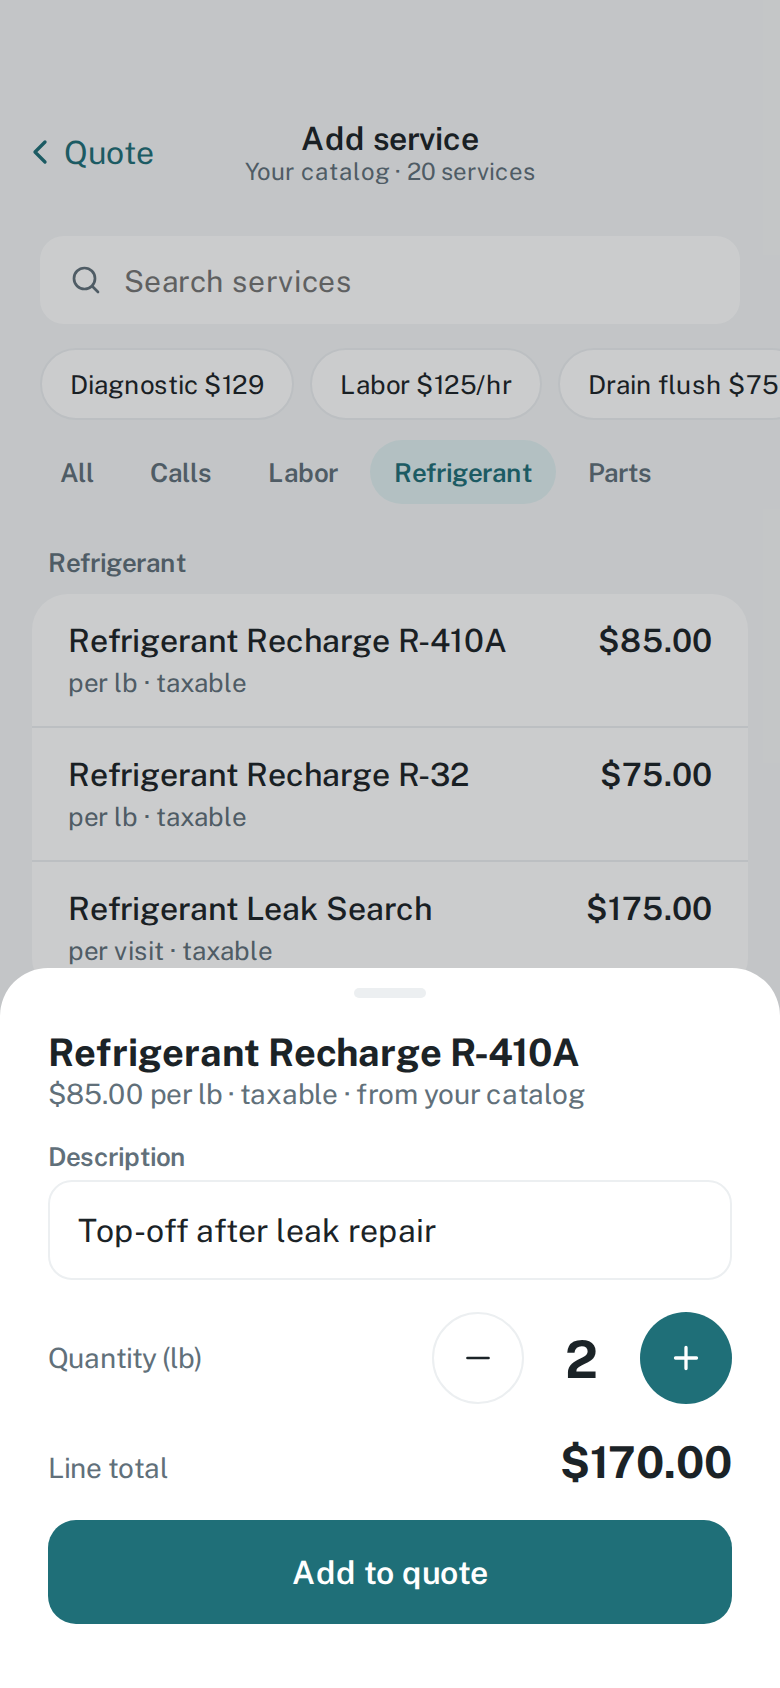 Quote
Add service
Your catalog · 20 services
Search services
Diagnostic $129
Labor $125/hr
Drain flush $75
All
Calls
Labor
Refrigerant
Parts
Refrigerant
Refrigerant Recharge R-410A
$85.00
per lb · taxable
Refrigerant Recharge R-32
$75.00
per lb · taxable
Refrigerant Leak Search
$175.00
per visit · taxable
Refrigerant Recharge R-410A
$85.00 per lb · taxable · from your catalog
Description
Top-off after leak repair
Quantity (lb)
2
Line total
$170.00
Add to quote